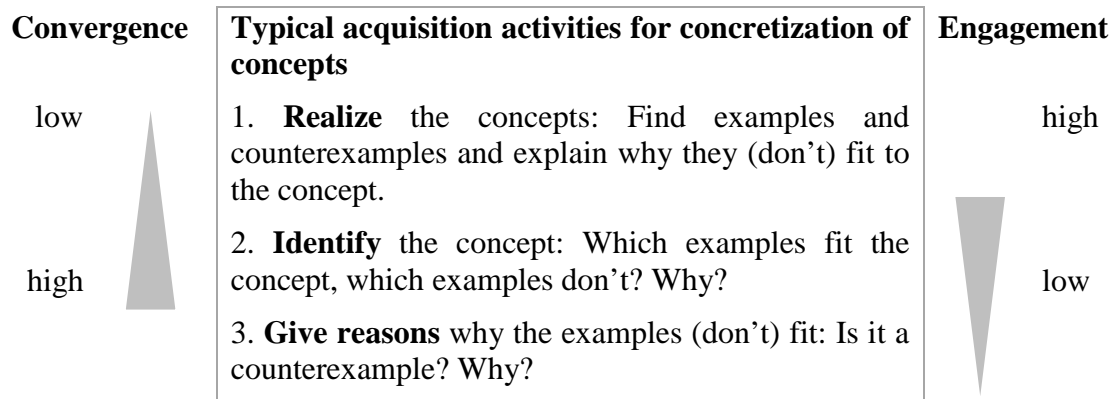 Convergence
Typical acquisition activities for concretization of
concepts
Engagement
low
1. Realize the concepts: Find examples and
counterexamples and explain why they (don’t) fit to
the concept.
high
2. Identify the concept: Which examples fit the
concept, which examples don’t? Why?
high
low
3. Give reasons why the examples (don’t) fit: Is it a
counterexample? Why?